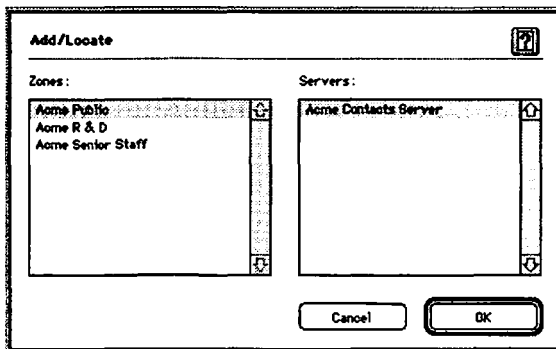 Add/Locate
?
Zones:
Servers:
Acme Public
Acme R & D
Acme Senior Staff
Acme Contacts Server
Cancel
OK